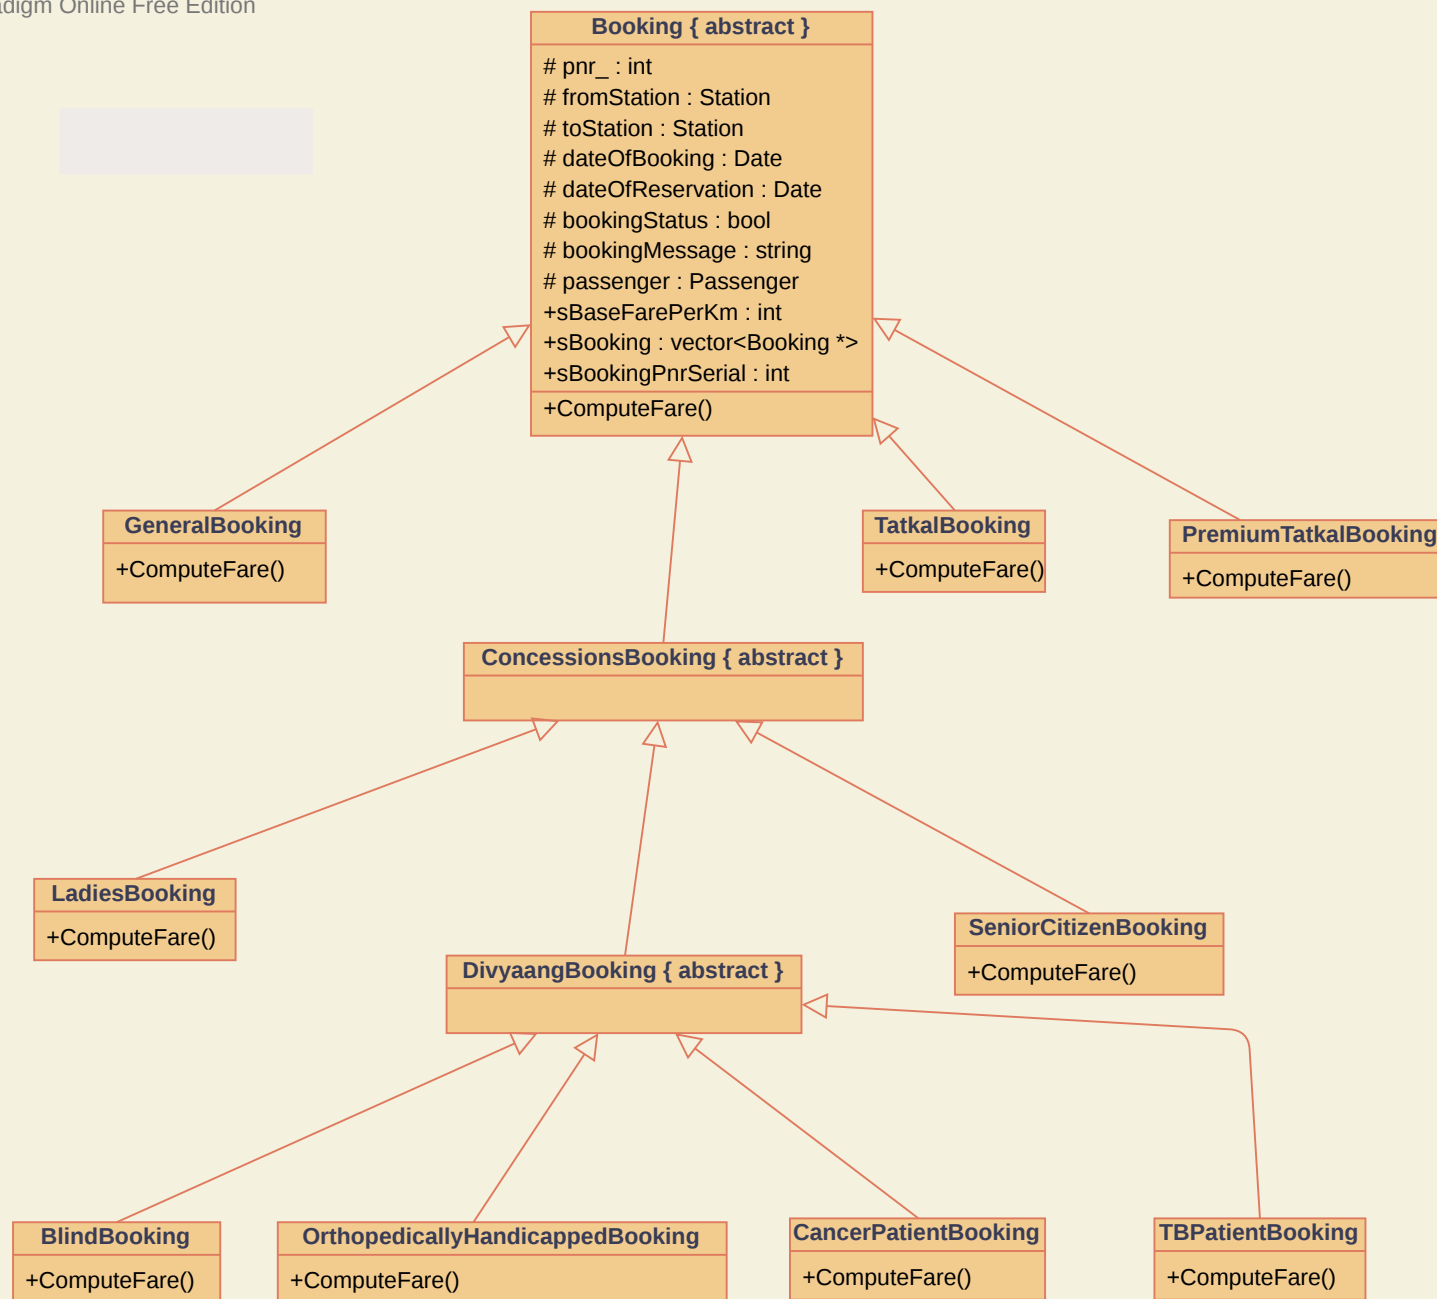 adigm Online Free Edition
Booking { abstract }
# pnr_ : int
# fromStation : Station
# toStation : Station
# dateOfBooking : Date
# dateOfReservation : Date
# bookingStatus : bool
# bookingMessage : string
# passenger : Passenger
+sBaseFarePerKm : int
+sBooking : vector<Booking *>
+sBookingPnrSerial : int
+ComputeFare()
GeneralBooking
+ComputeFare()
TatkalBooking
+ComputeFare()
PremiumTatkalBooking
+ComputeFare()
ConcessionsBooking { abstract }
LadiesBooking
+ComputeFare()
SeniorCitizenBooking
+ComputeFare()
DivyaangBooking { abstract }
BlindBooking
+ComputeFare()
OrthopedicallyHandicappedBooking
+ComputeFare()
CancerPatientBooking
+ComputeFare()
TBPatientBooking
+ComputeFare()